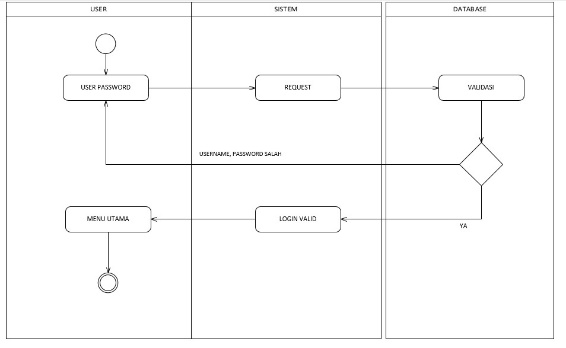 USER
SISTEM
DATABASE
USER PASSWORD
REQUEST
VALIDASI
USERNAME, PASSWORD SALAH
MENU UTAMA
LOGIN VALID
YA